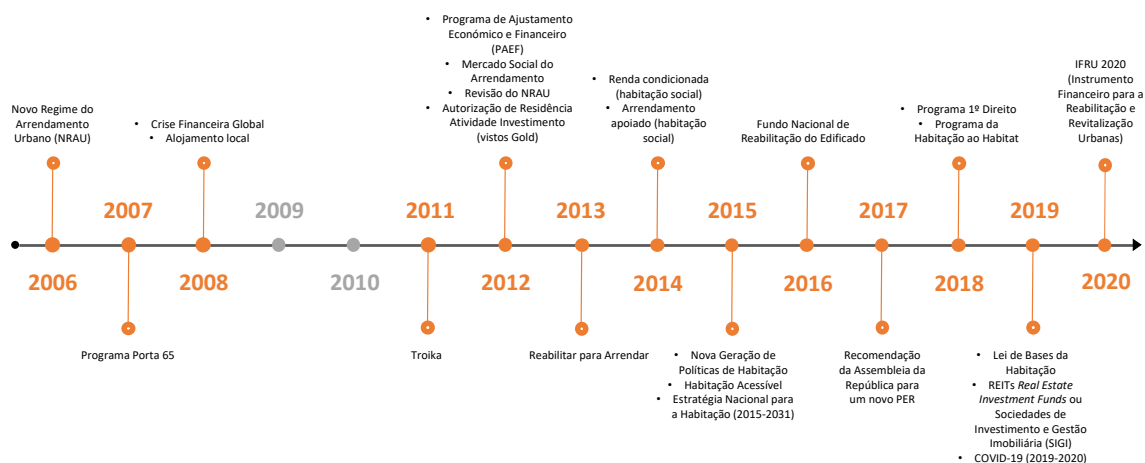 Novo Regime do
Arrendamento
Urbano (NRAU)
• Crise Financeira Global
• Alojamento local
• Programa de Ajustamento
Económico e Financeiro
(PAEF)
• Mercado Social do
Arrendamento
• Revisão do NRAU
• Autorização de Residência
Atividade Investimento
(vistos Gold)
• Renda condicionada
(habitação social)
• Arrendamento
apoiado (habitação
social)
Fundo Nacional de
Reabilitação do Edificado
• Programa 1º Direito
• Programa da
Habitação ao Habitat
IFRU 2020
(Instrumento
Financeiro para a
Reabilitação e
Revitalização
Urbanas)
2007
2009
2011
2013
2015
2017
2019
2006
2008
2010
2012
2014
2016
2018
2020
Programa Porta 65
Troika
Reabilitar para Arrendar
• Nova Geração de
Políticas de Habitação
• Habitação Acessível
• Estratégia Nacional para
a Habitação (2015-2031)
Recomendação
da Assembleia da
República para
um novo PER
• Lei de Bases da
Habitação
• REITs Real Estate
Investment Funds ou
Sociedades de
Investimento e Gestão
Imobiliária (SIGI)
• COVID-19 (2019-2020)